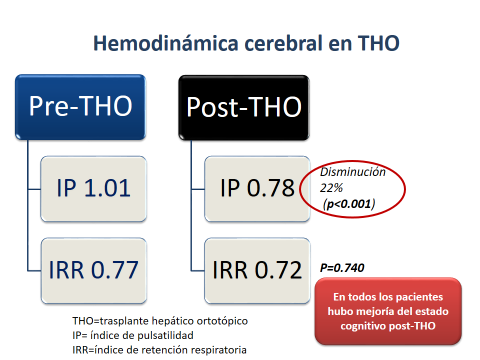 Hemodinámica cerebral en THO
Pre-THO
IP 1.01
IRR 0.77
Post-THO
IP 0.78
Disminución
22%
(p<0.001)
IRR 0.72
P=0.740
En todos los pacientes
hubo mejoría del estado
cognitivo post-THO
THO=trasplante hepático ortotópico
IP= índice de pulsatilidad
IRR=índice de retención respiratoria